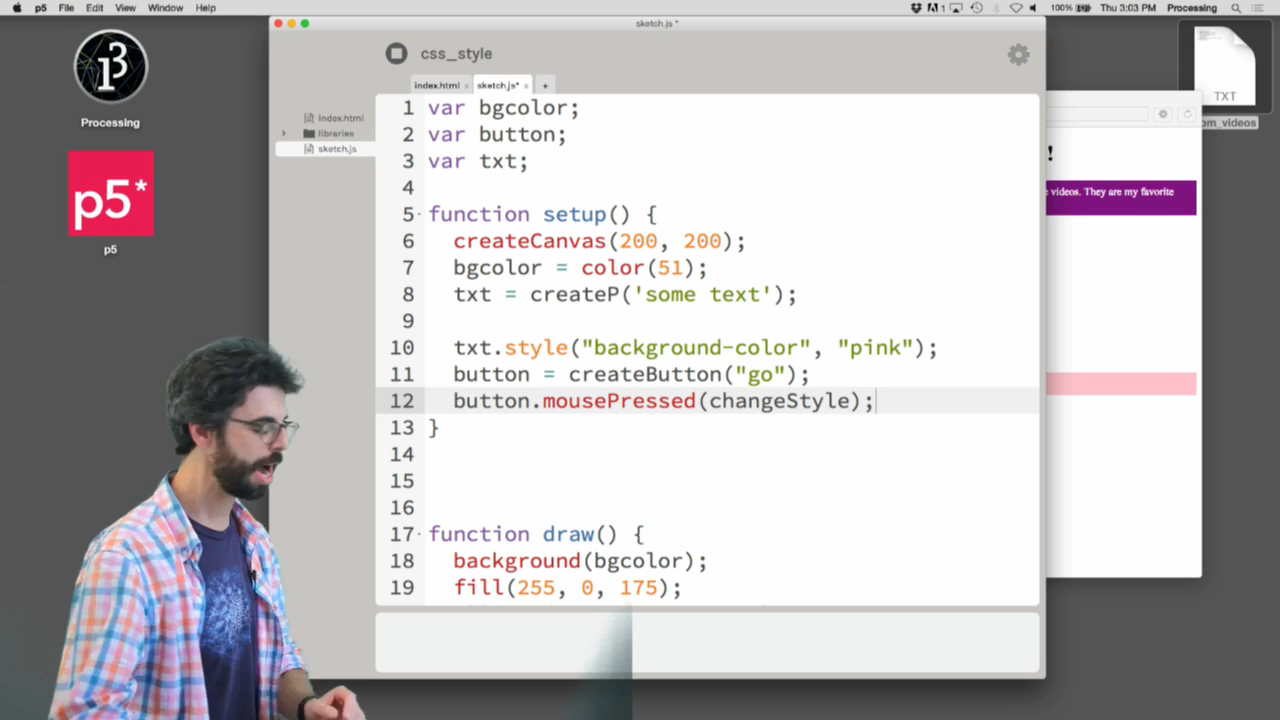 p5 File Edit View Window Help
1 100% Thu 3:03 PM Processing
sketch.js *
css_style
index.html x sketch.js* x +
index.html
libraries
sketch.js
Processing
p5*
p5
TXT
om_videos
!
e videos. They are my favorite
1 var bgcolor;
2 var button;
3 var txt;
4
5 function setup() {
6 createCanvas(200, 200);
7 bgcolor = color(51);
8 txt = createP('some text');
9
10 txt.style("background-color", "pink");
11 button = createButton("go");
12 button.mousePressed(changeStyle);
13 }
14
15
16
17 function draw() {
18 background(bgcolor);
19 fill(255, 0, 175);